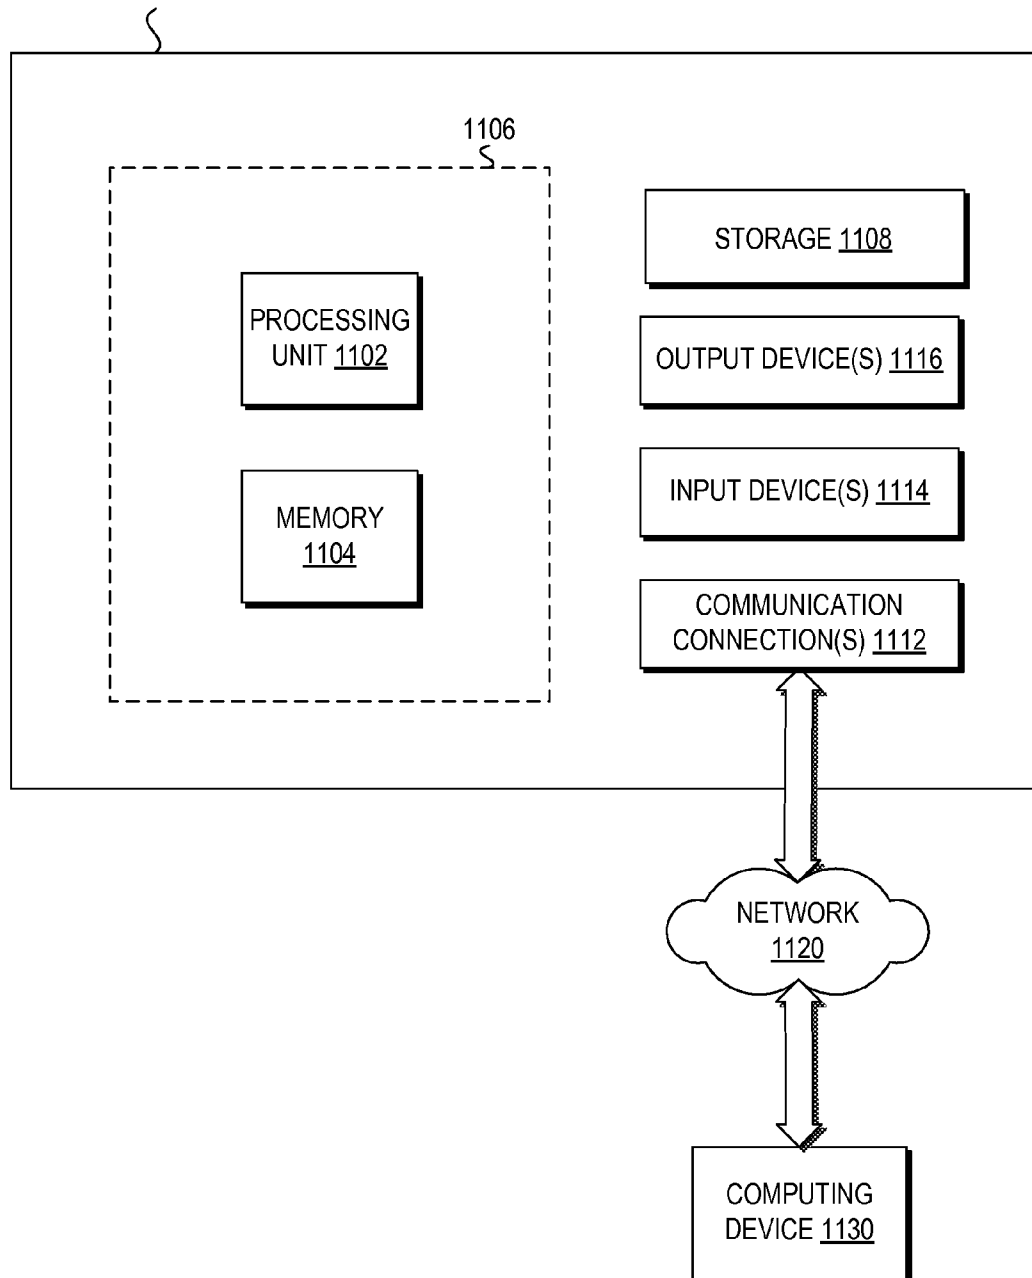 1106
PROCESSING
UNIT 1102
MEMORY
1104
STORAGE 1108
OUTPUT DEVICE(S) 1116
INPUT DEVICE(S) 1114
COMMUNICATION
CONNECTION(S) 1112
NETWORK
1120
COMPUTING
DEVICE 1130